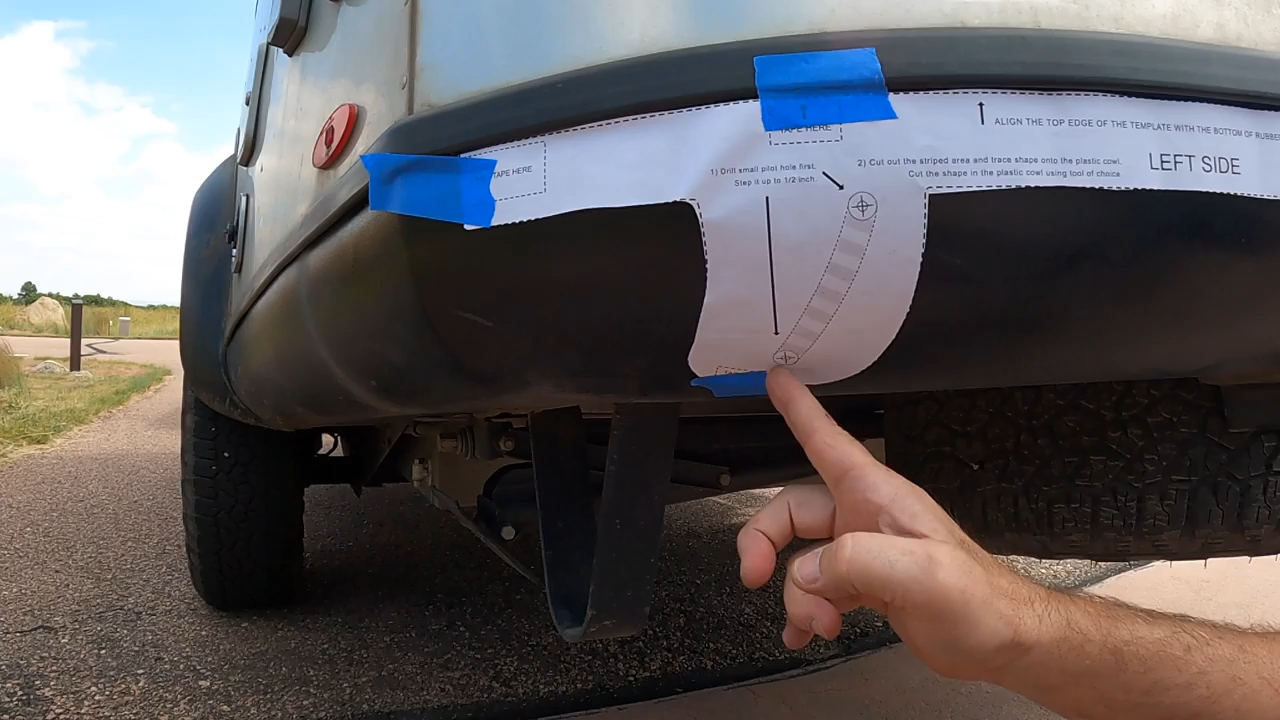 TAPE HERE
ALIGN THE TOP EDGE OF THE TEMPLATE WITH THE BOTTOM OF RUBBE
TAPE HERE
1) Drill small pilot hole first.
Step it up to 1/2 inch.
2) Cut out the striped area and trace shape onto the plastic cowl.
Cut the shape in the plastic cowl using tool of choice.
LEFT SIDE